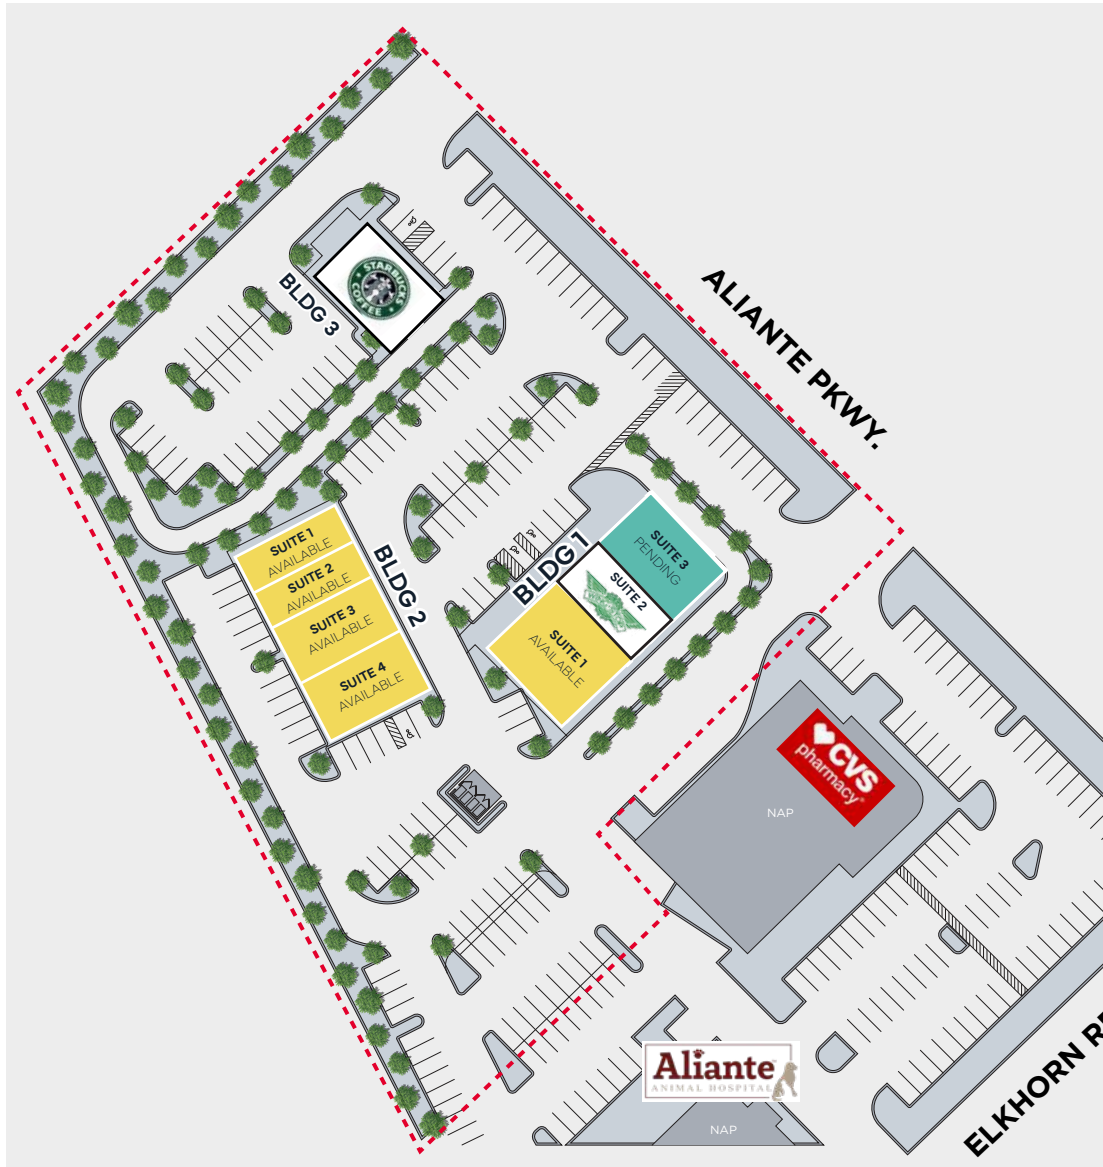 STARBUCKS
COFFEE
BLDG 3
ALIANTE PKWY.
BLDG 1
SUITE 3
PENDING
SUITE 2
SUITE 1
AVAILABLE
BLDG 2
SUITE 1
AVAILABLE
SUITE 2
AVAILABLE
SUITE 3
AVAILABLE
SUITE 4
AVAILABLE
CVS
pharmacy
NAP
Aliante
ANIMAL HOSPITAL
NAP
ELKHORN